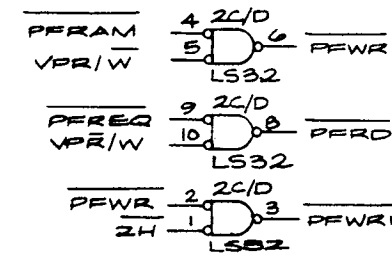 4 2C/D
PFRAM 6 PFWR
5
VPR/W̅
LS32
9 2C/D
PFREQ 8 PFRD
10
VPR̅/W
LS32
2C/D
PFWR 2 3
2H 1
LS32